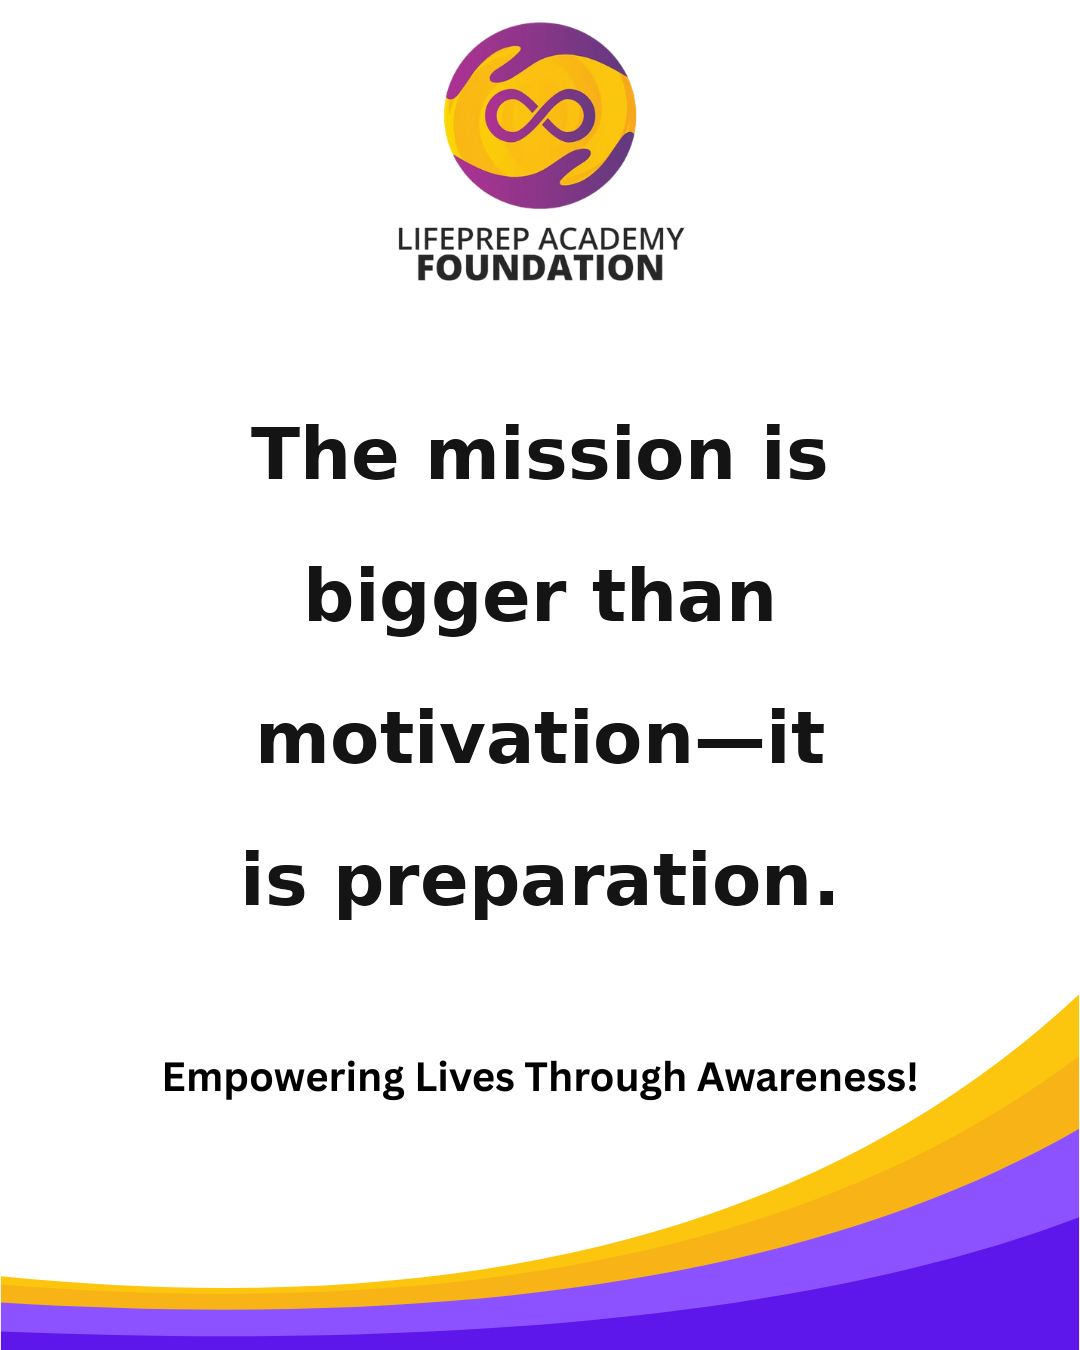 LIFEPREP ACADEMY
FOUNDATION
The mission is
bigger than
motivation—it
is preparation.
Empowering Lives Through Awareness!